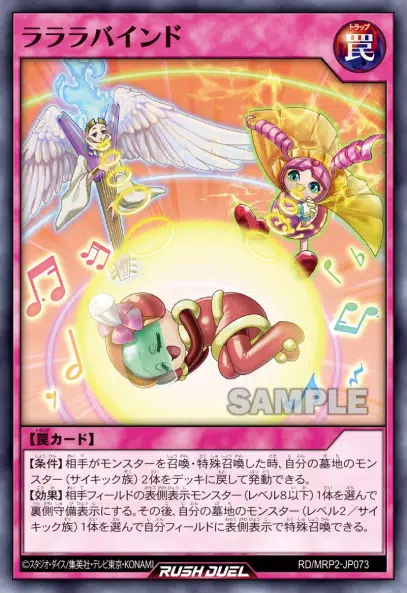 ラララバインド
トラップ
罠
SAMPLE
【罠カード】
【条件】相手がモンスターを召喚・特殊召喚した時、自分の墓地のモンスター(サイキック族)2体をデッキに戻して発動できる。
【効果】相手フィールドの表側表示モンスター(レベル8以下)1体を選んで裏側守備表示にする。その後、自分の墓地のモンスター(レベル2/サイキック族)1体を選んで自分フィールドに表側表示で特殊召喚できる。
©スタジオ・ダイス/集英社・テレビ東京・KONAMI
RUSH DUEL
RD/MRP2-JP073